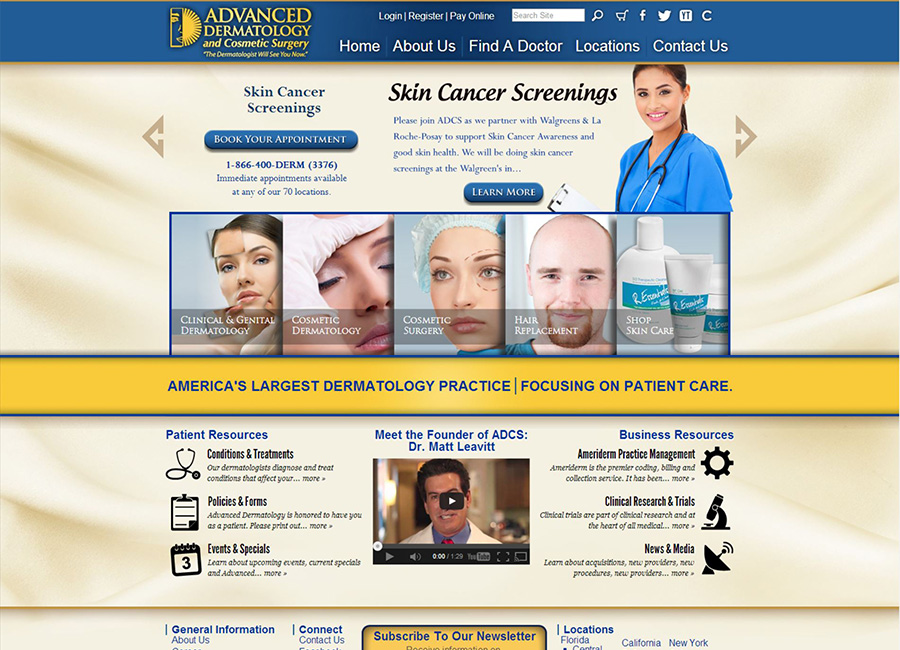 ADVANCED
DERMATOLOGY
and Cosmetic Surgery
"The Dermatologist Will See You Now."
Login | Register | Pay Online
Search Site
Home
About Us
Find A Doctor
Locations
Contact Us
Skin Cancer
Screenings
BOOK YOUR APPOINTMENT
1-866-400-DERM (3376)
Immediate appointments available
at any of our 70 locations.
Skin Cancer Screenings
Please join ADCS as we partner with Walgreens & La
Roche-Posay to support Skin Cancer Awareness and
good skin health. We will be doing skin cancer
screenings at the Walgreen's in...
LEARN MORE
CLINICAL & GENITAL
DERMATOLOGY
COSMETIC
DERMATOLOGY
COSMETIC
SURGERY
HAIR
REPLACEMENT
SHOP
SKIN CARE
AMERICA'S LARGEST DERMATOLOGY PRACTICE | FOCUSING ON PATIENT CARE.
Patient Resources
Conditions & Treatments
Our dermatologists diagnose and treat
conditions that affect your... more »
Policies & Forms
Advanced Dermatology is honored to have you
as a patient. Please print out... more »
3
Events & Specials
Learn about upcoming events, current specials
and Advanced... more »
Meet the Founder of ADCS:
Dr. Matt Leavitt
0:00 / 1:29
YouTube
Business Resources
Ameriderm Practice Management
Ameriderm is the premier coding, billing and
collection service. It has been... more »
Clinical Research & Trials
Clinical trials are part of clinical research and at
the heart of all medical... more »
News & Media
Learn about acquisitions, new providers, new
procedures, new providers... more »
General Information
About Us
Connect
Contact Us
Facebook
Subscribe To Our Newsletter
Receive information on
Locations
Florida
Central
California
New York